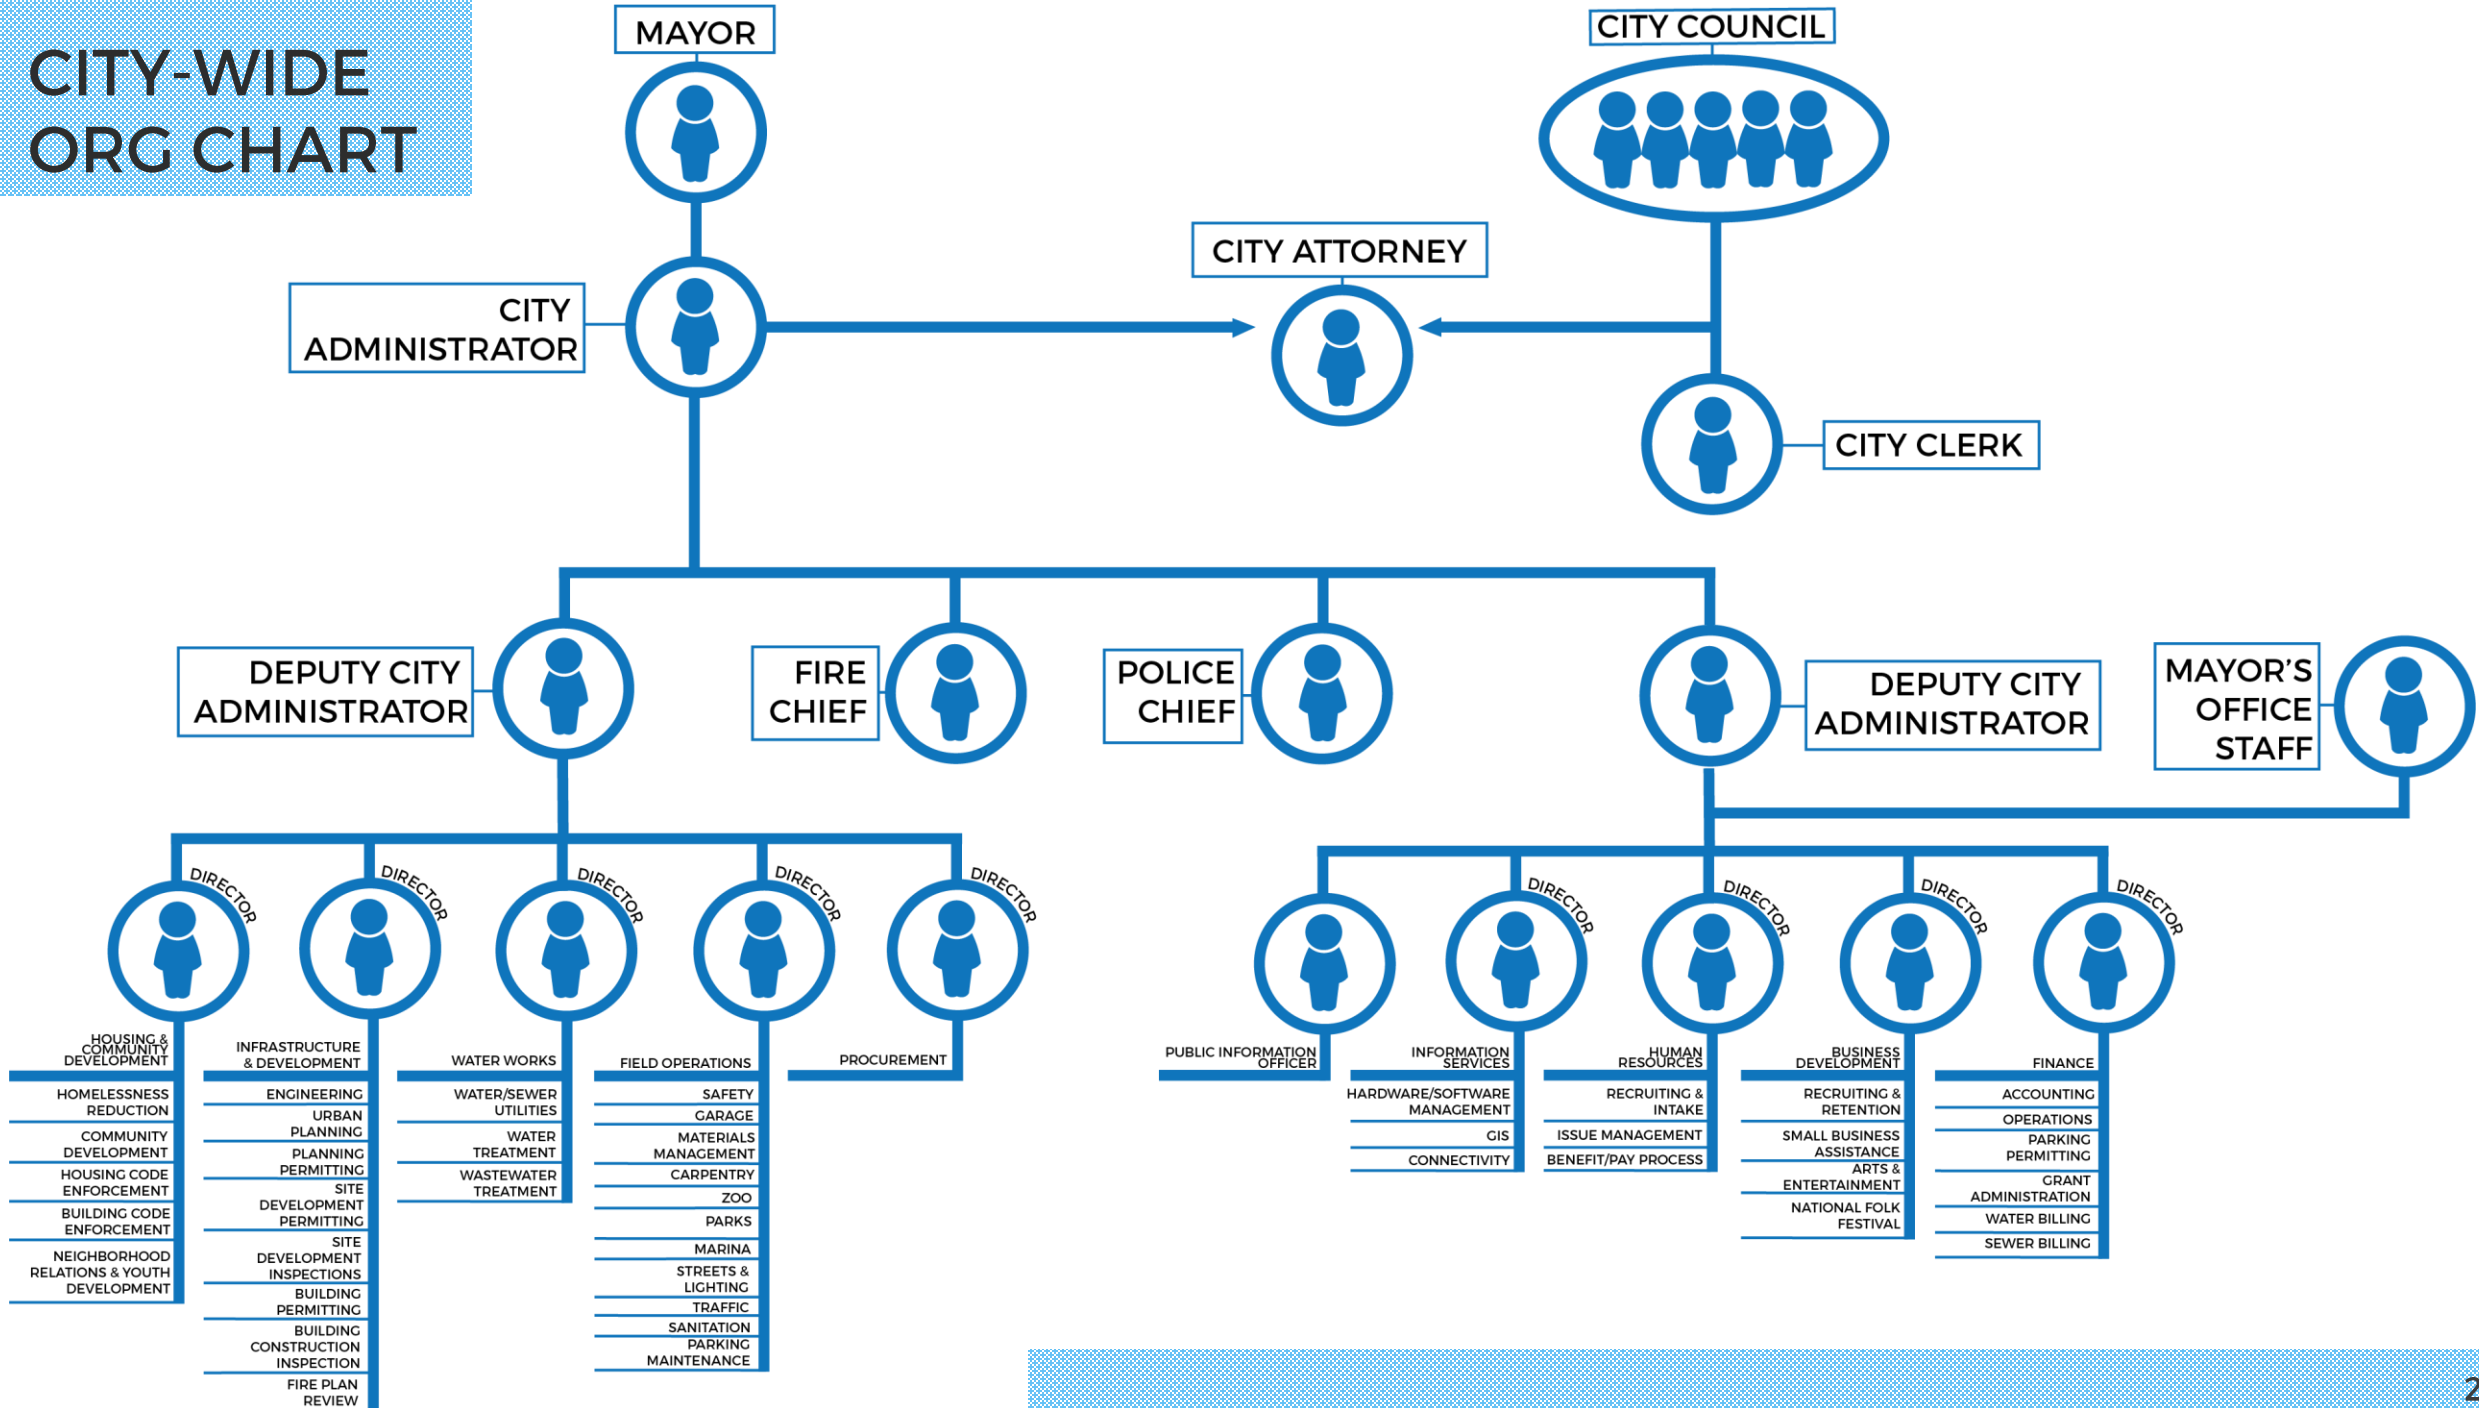 CITY-WIDE
ORG CHART
MAYOR
CITY COUNCIL
CITY ATTORNEY
CITY
ADMINISTRATOR
CITY CLERK
DEPUTY CITY
ADMINISTRATOR
FIRE
CHIEF
POLICE
CHIEF
DEPUTY CITY
ADMINISTRATOR
MAYOR'S
OFFICE
STAFF
DIRECTOR
DIRECTOR
DIRECTOR
DIRECTOR
DIRECTOR
DIRECTOR
DIRECTOR
DIRECTOR
DIRECTOR
HOUSING &
COMMUNITY
DEVELOPMENT
HOMELESSNESS
REDUCTION
COMMUNITY
DEVELOPMENT
HOUSING CODE
ENFORCEMENT
BUILDING CODE
ENFORCEMENT
NEIGHBORHOOD
RELATIONS & YOUTH
DEVELOPMENT
INFRASTRUCTURE
& DEVELOPMENT
ENGINEERING
URBAN
PLANNING
PLANNING
PERMITTING
SITE
DEVELOPMENT
PERMITTING
SITE
DEVELOPMENT
INSPECTIONS
BUILDING
PERMITTING
BUILDING
CONSTRUCTION
INSPECTION
FIRE PLAN
REVIEW
WATER WORKS
WATER/SEWER
UTILITIES
WATER
TREATMENT
WASTEWATER
TREATMENT
FIELD OPERATIONS
SAFETY
GARAGE
MATERIALS
MANAGEMENT
CARPENTRY
ZOO
PARKS
MARINA
STREETS &
LIGHTING
TRAFFIC
SANITATION
PARKING
MAINTENANCE
PROCUREMENT
PUBLIC INFORMATION
OFFICER
INFORMATION
SERVICES
HARDWARE/SOFTWARE
MANAGEMENT
GIS
CONNECTIVITY
HUMAN
RESOURCES
RECRUITING &
INTAKE
ISSUE MANAGEMENT
BENEFIT/PAY PROCESS
BUSINESS
DEVELOPMENT
RECRUITING &
RETENTION
SMALL BUSINESS
ASSISTANCE
ARTS &
ENTERTAINMENT
NATIONAL FOLK
FESTIVAL
FINANCE
ACCOUNTING
OPERATIONS
PARKING
PERMITTING
GRANT
ADMINISTRATION
WATER BILLING
SEWER BILLING
2